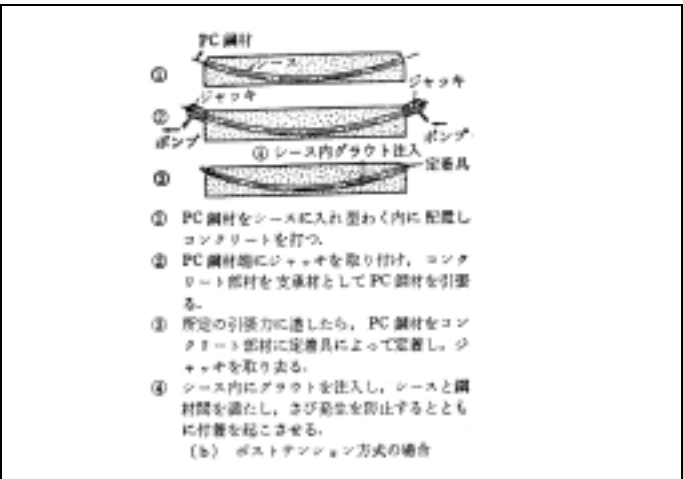 PC鋼材
シース
①
ジャッキ
ジャッキ
②
ポンプ
ポンプ
④ シース内グラウト注入
定着具
③
① PC鋼材をシースに入れ型わく内に配置し
コンクリートを打つ.
② PC鋼材端にジャッキを取り付け, コンク
リート部材を支承材としてPC鋼材を引張
る.
③ 所定の引張力に達したら, PC鋼材をコン
クリート部材に定着具によって定着し, ジ
ャッキを取り去る.
④ シース内にグラウトを注入し, シースと鋼
材間を満たし, さび発生を防止するととも
に付着を起こさせる.
(b) ポストテンション方式の場合